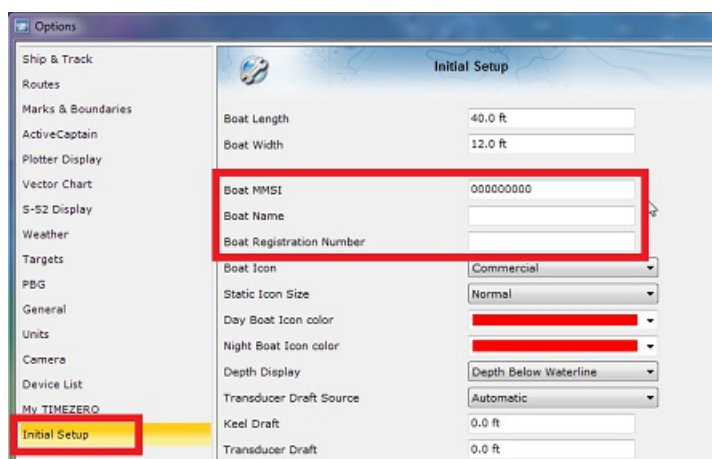 Options
Ship & Track
Routes
Marks & Boundaries
ActiveCaptain
Plotter Display
Vector Chart
S-52 Display
Weather
Targets
PBG
General
Units
Camera
Device List
My TIMEZERO
Initial Setup
Initial Setup
Boat Length 40.0 ft
Boat Width 12.0 ft
Boat MMSI 000000000
Boat Name
Boat Registration Number
Boat Icon Commercial
Static Icon Size Normal
Day Boat Icon color
Night Boat Icon color
Depth Display Depth Below Waterline
Transducer Draft Source Automatic
Keel Draft 0.0 ft
Transducer Draft 0.0 ft